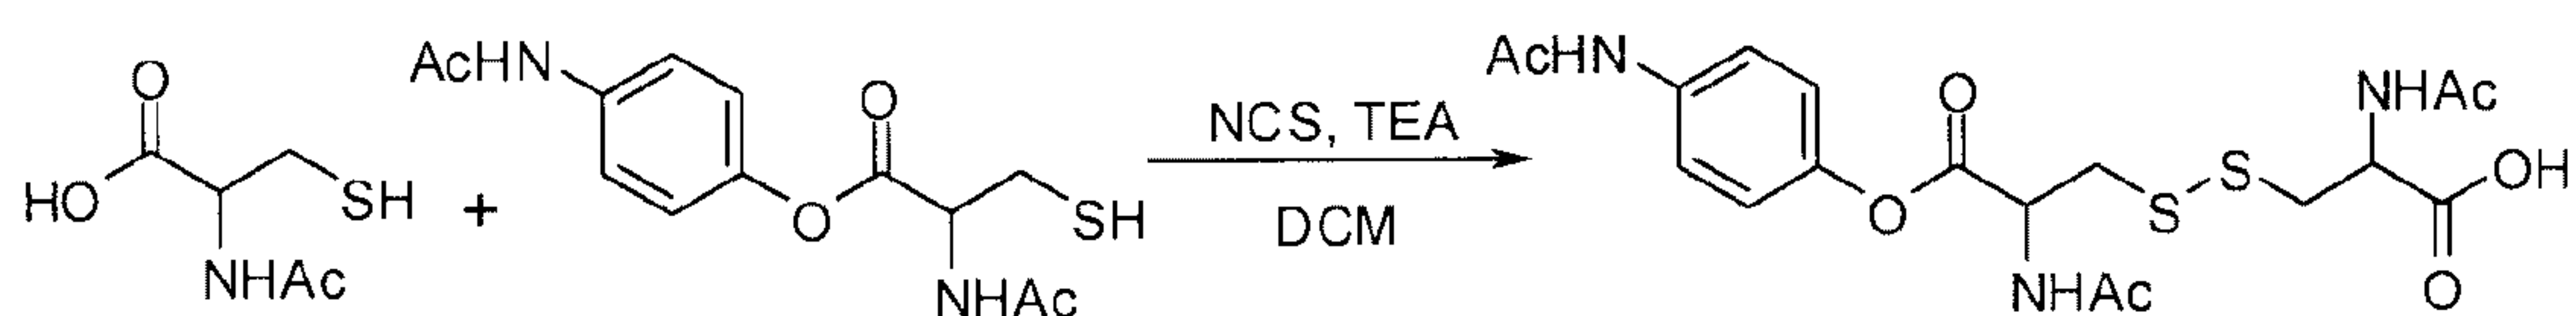 O
HO
SH
NHAc
+
AcHN
O
O
SH
NHAc
NCS, TEA
DCM
AcHN
O
O
NHAc
S
S
NHAc
OH
O